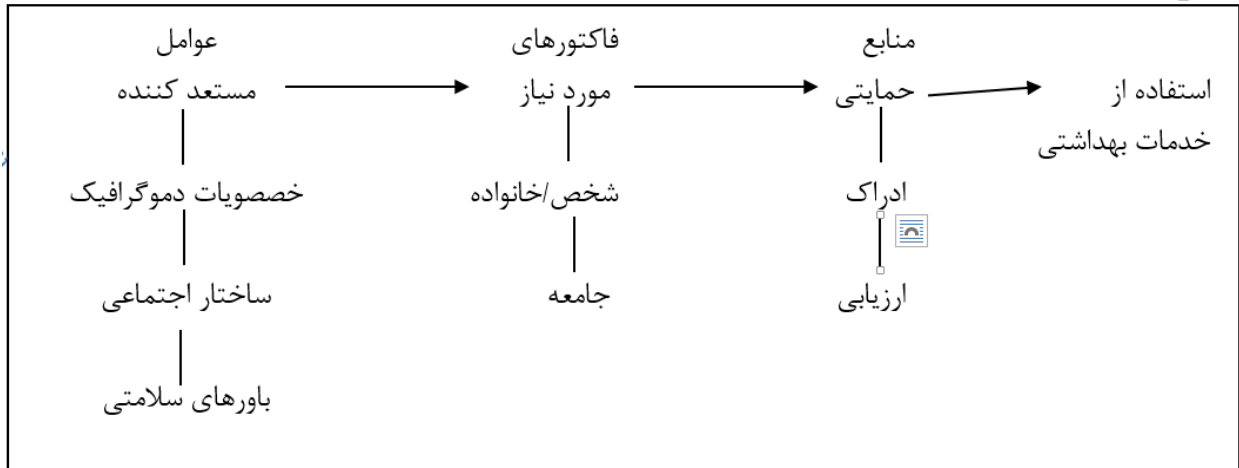 عوامل
مستعد کننده
خصصویات دموگرافیک
ساختار اجتماعی
باورهای سلامتی
فاکتورهای
مورد نیاز
شخص/خانواده
جامعه
منابع
حمایتی
ادراک
ارزیابی
استفاده از
خدمات بهداشتی